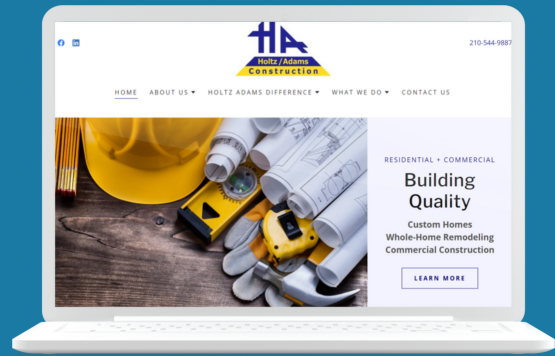 210-544-9887
HA
Holtz/Adams
Construction
HOME ABOUT US HOLTZ ADAMS DIFFERENCE WHAT WE DO CONTACT US
RESIDENTIAL + COMMERCIAL
Building
Quality
Custom Homes
Whole-Home Remodeling
Commercial Construction
LEARN MORE